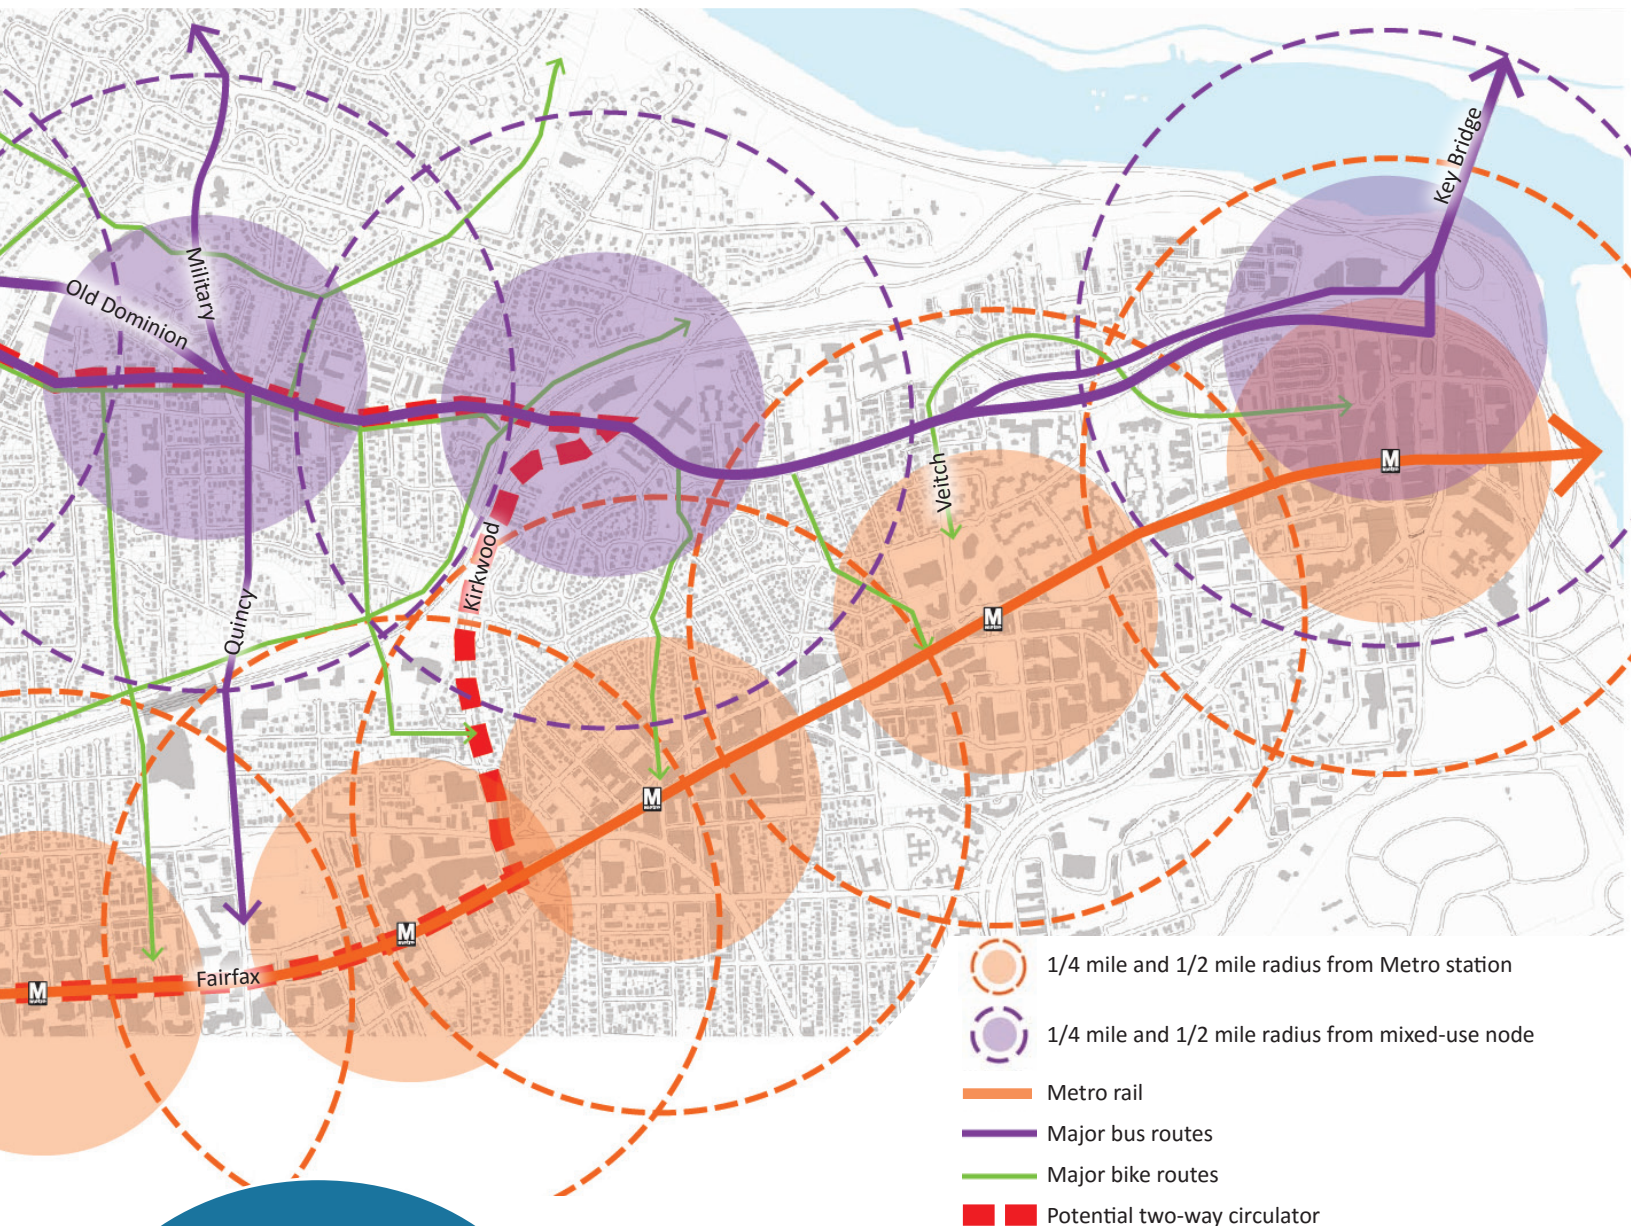 Key Bridge
Military
Old Dominion
Veitch
Kirkwood
Quincy
M
M
M
M
Fairfax
M
1/4 mile and 1/2 mile radius from Metro station
1/4 mile and 1/2 mile radius from mixed-use node
Metro rail
Major bus routes
Major bike routes
Potential two-way circulator